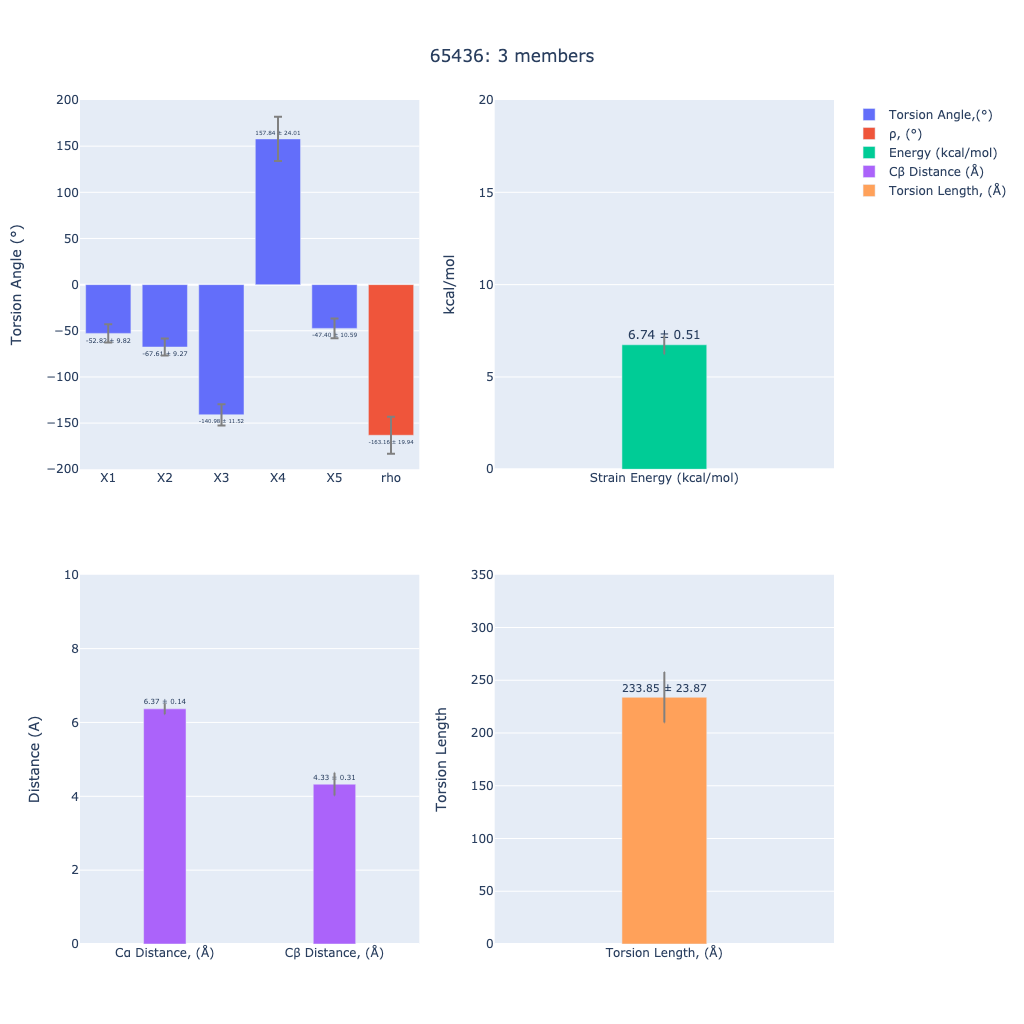 65436: 3 members
Torsion Angle (°)
200
150
100
50
0
−50
−100
−150
−200
-52.82 ± 9.82
-67.61 ± 9.27
-140.98 ± 11.52
157.84 ± 24.01
-47.40 ± 10.59
-163.16 ± 19.94
X1 X2 X3 X4 X5 rho
kcal/mol
20
15
10
5
0
6.74 ± 0.51
Strain Energy (kcal/mol)
Torsion Angle,(°)
ρ, (°)
Energy (kcal/mol)
Cβ Distance (Å)
Torsion Length, (Å)
Distance (A)
10
8
6
4
2
0
6.37 ± 0.14
4.33 ± 0.31
Cα Distance, (Å) Cβ Distance, (Å)
Torsion Length
350
300
250
200
150
100
50
0
233.85 ± 23.87
Torsion Length, (Å)